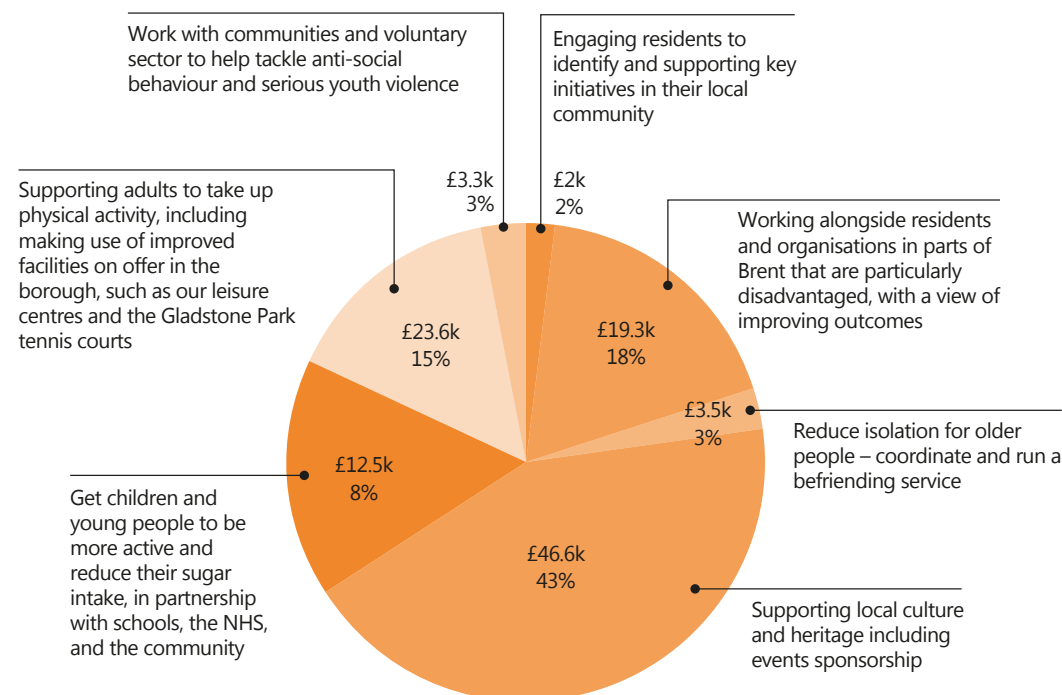 Work with communities and voluntary
sector to help tackle anti-social
behaviour and serious youth violence
Engaging residents to
identify and supporting key
initiatives in their local
community
Supporting adults to take up
physical activity, including
making use of improved
facilities on offer in the
borough, such as our leisure
centres and the Gladstone Park
tennis courts
£3.3k
3%
£2k
2%
Working alongside residents
and organisations in parts of
Brent that are particularly
disadvantaged, with a view of
improving outcomes
£23.6k
15%
£19.3k
18%
£3.5k
3%
Reduce isolation for older
people – coordinate and run a
befriending service
£12.5k
8%
Get children and
young people to be
more active and
reduce their sugar
intake, in partnership
with schools, the NHS,
and the community
£46.6k
43%
Supporting local culture
and heritage including
events sponsorship